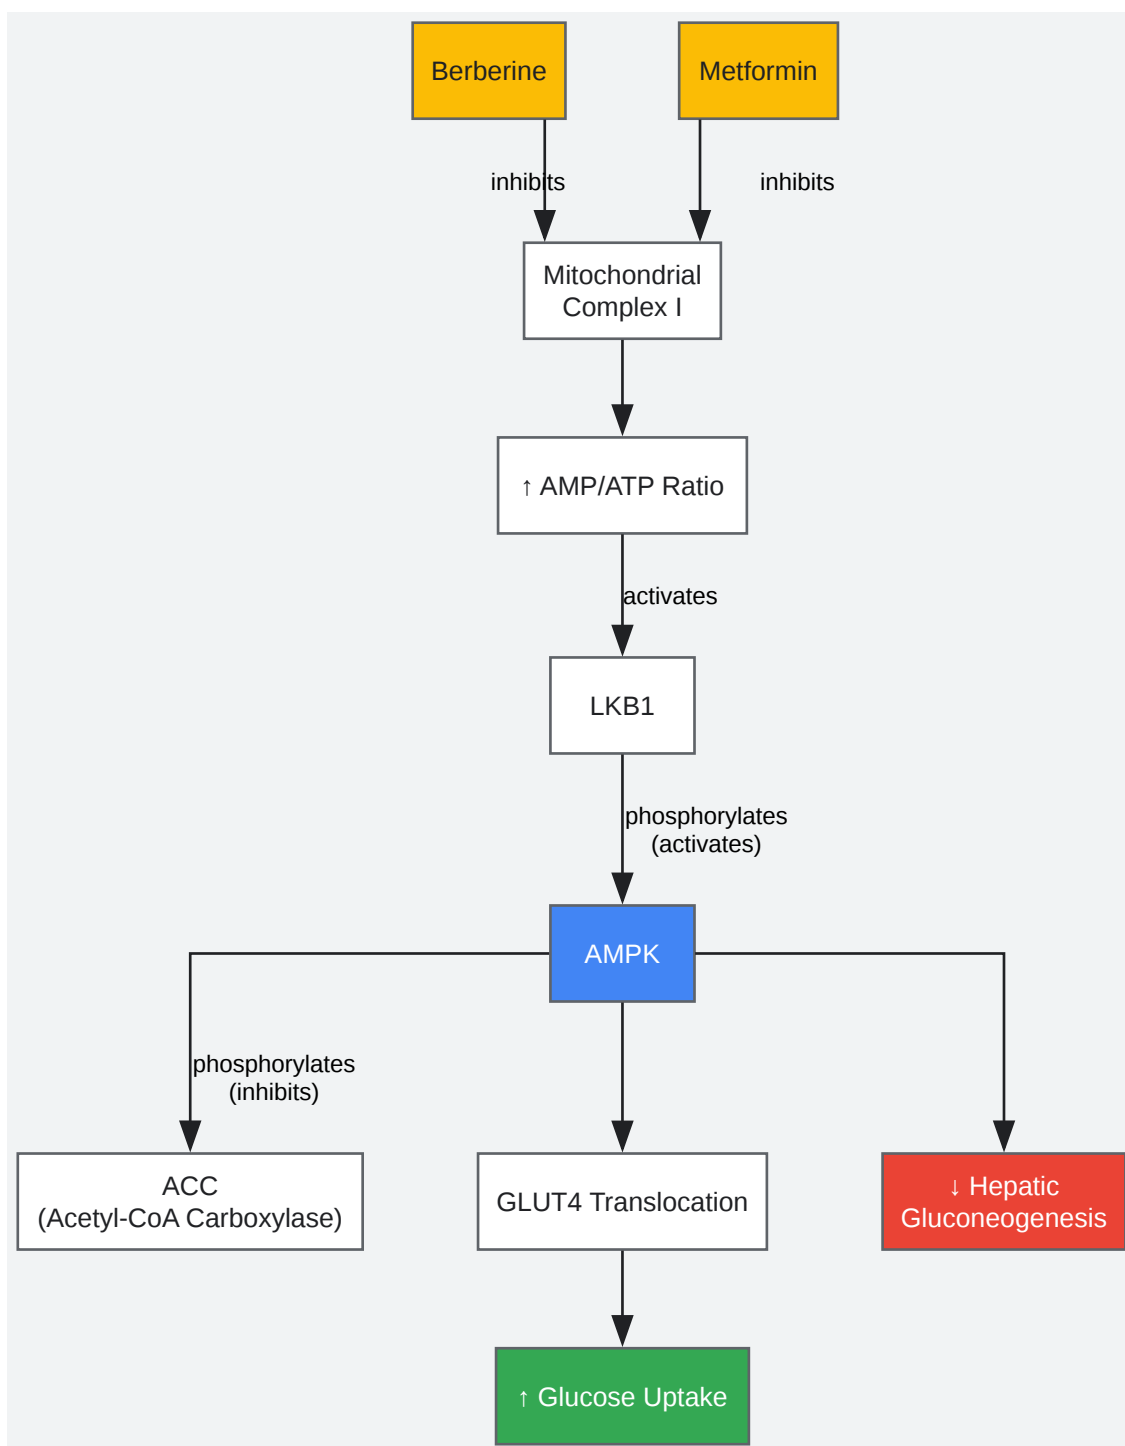 Berberine
Metformin
inhibits
inhibits
Mitochondrial
Complex I
↑ AMP/ATP Ratio
activates
LKB1
phosphorylates
(activates)
AMPK
phosphorylates
(inhibits)
ACC
(Acetyl-CoA Carboxylase)
GLUT4 Translocation
↓ Hepatic
Gluconeogenesis
↑ Glucose Uptake